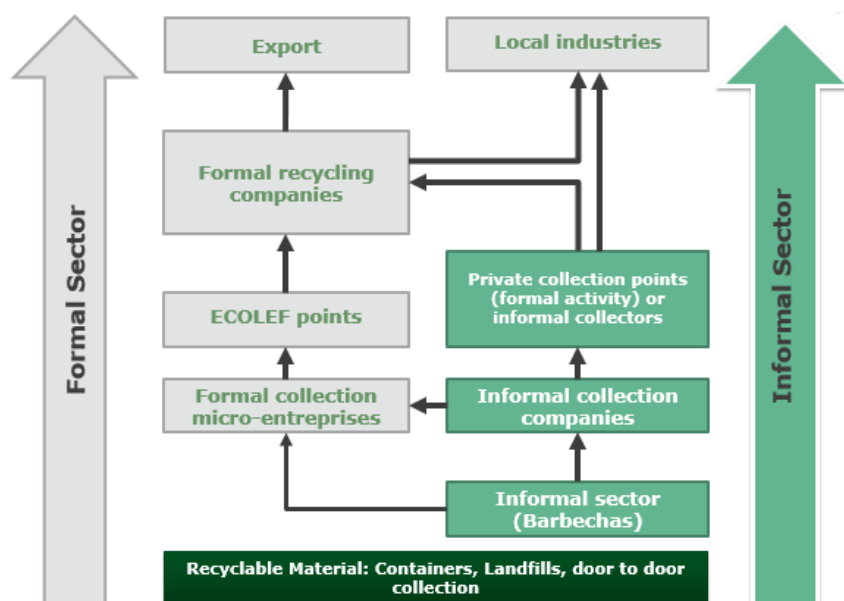 Export
Local industries
Formal recycling
companies
Private collection points
(formal activity) or
informal collectors
ECOLEF points
Formal collection
micro-entreprises
Informal collection
companies
Informal sector
(Barbechas)
Recyclable Material: Containers, Landfills, door to door
collection
Formal Sector
Informal Sector